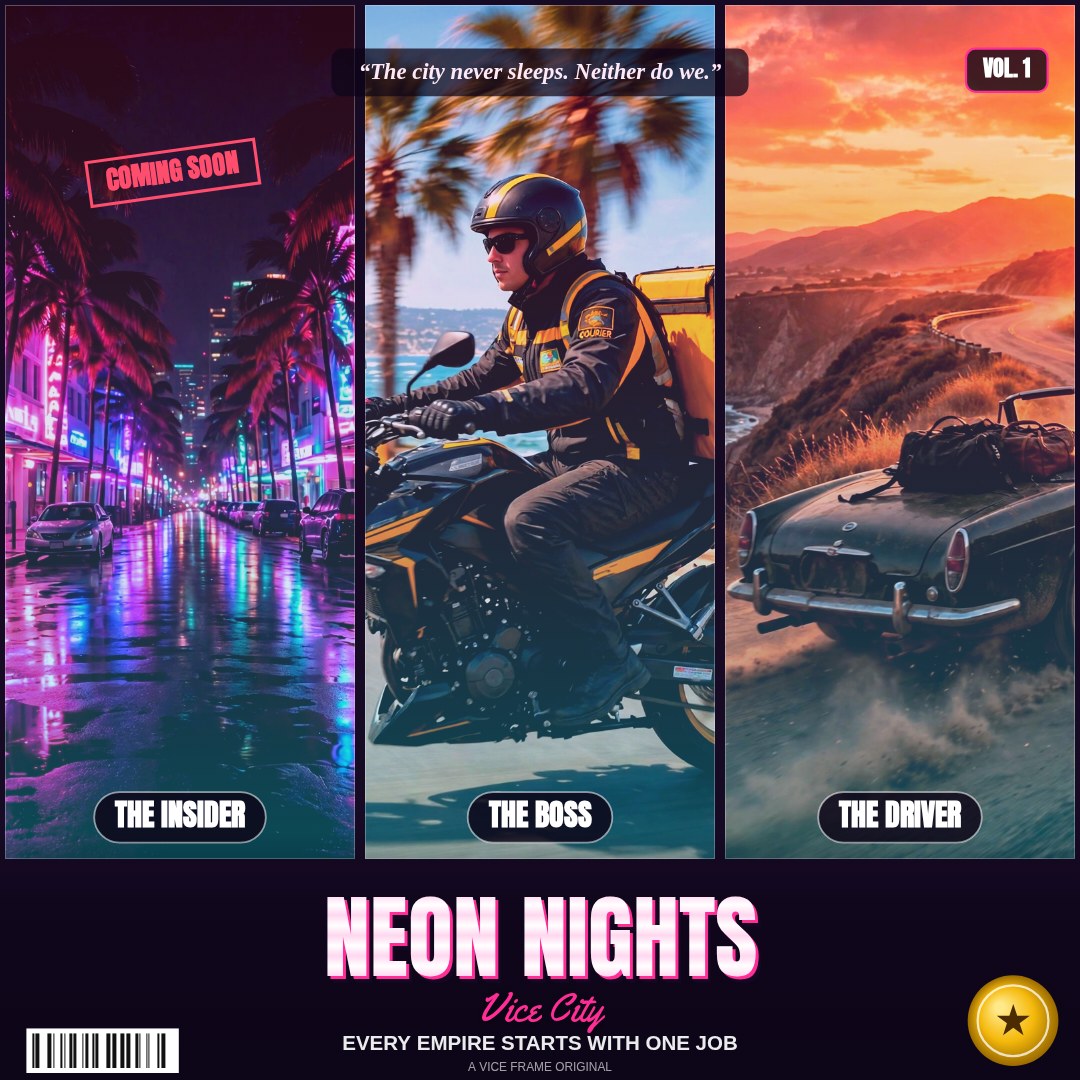 “The city never sleeps. Neither do we.”
VOL. 1
COMING SOON
COURIER
THE INSIDER
THE BOSS
THE DRIVER
NEON NIGHTS
Vice City
EVERY EMPIRE STARTS WITH ONE JOB
A VICE FRAME ORIGINAL